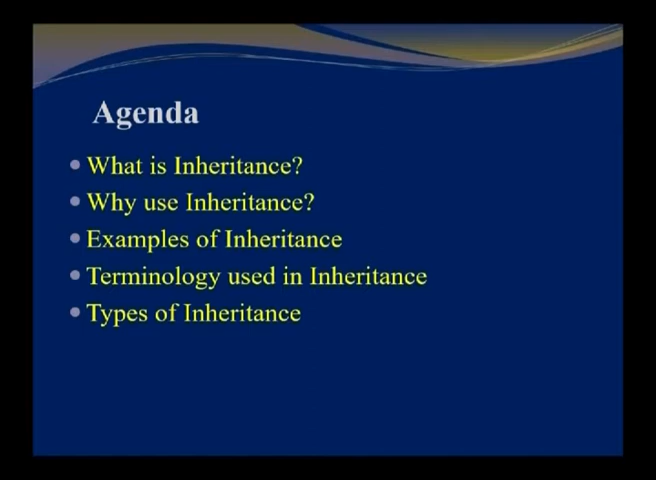 Agenda
What is Inheritance?
Why use Inheritance?
Examples of Inheritance
Terminology used in Inheritance
Types of Inheritance